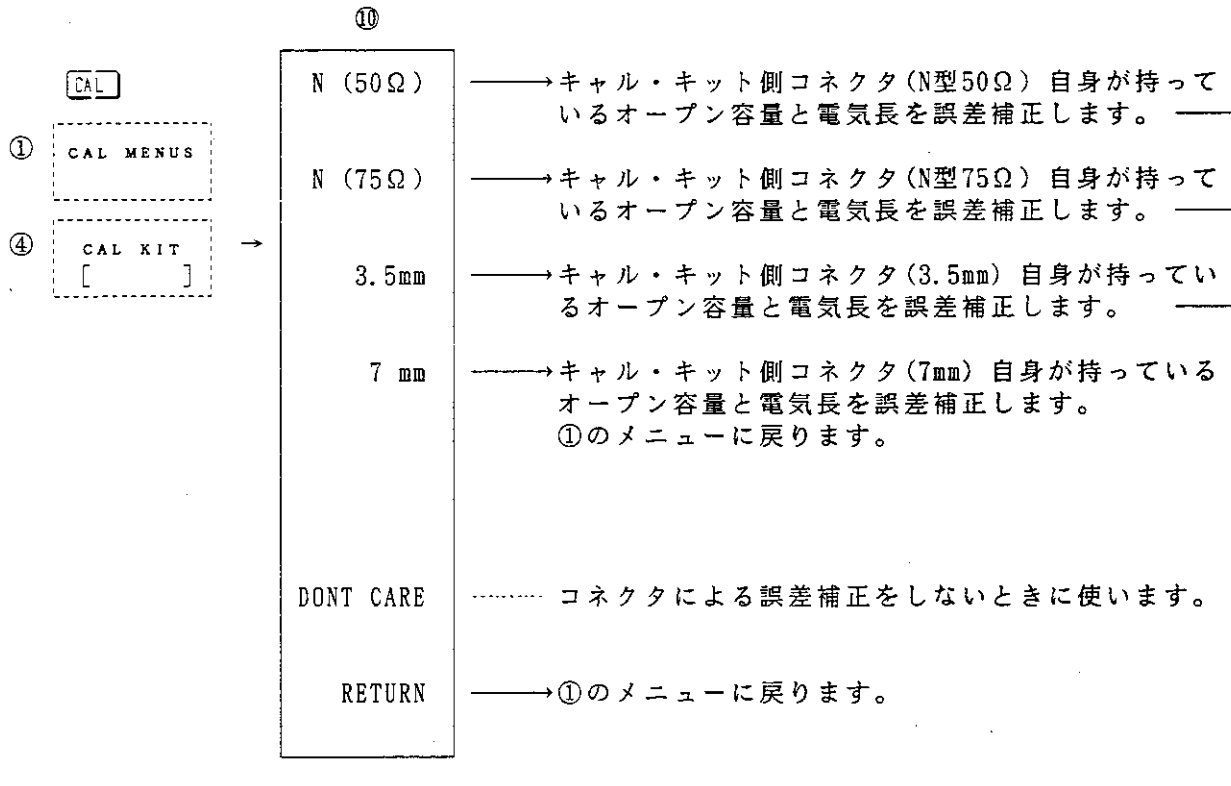 ⑩
CAL
① CAL MENUS
④ CAL KIT
[ ]
→
N (50Ω) ──→キャル・キット側コネクタ(N型50Ω) 自身が持って
いるオープン容量と電気長を誤差補正します。 ──
N (75Ω) ──→キャル・キット側コネクタ(N型75Ω) 自身が持って
いるオープン容量と電気長を誤差補正します。 ──
3.5mm ──→キャル・キット側コネクタ(3.5mm) 自身が持ってい
るオープン容量と電気長を誤差補正します。 ──
7 mm ──→キャル・キット側コネクタ(7mm) 自身が持っている
オープン容量と電気長を誤差補正します。
①のメニューに戻ります。
DONT CARE ……… コネクタによる誤差補正をしないときに使います。
RETURN ──→①のメニューに戻ります。